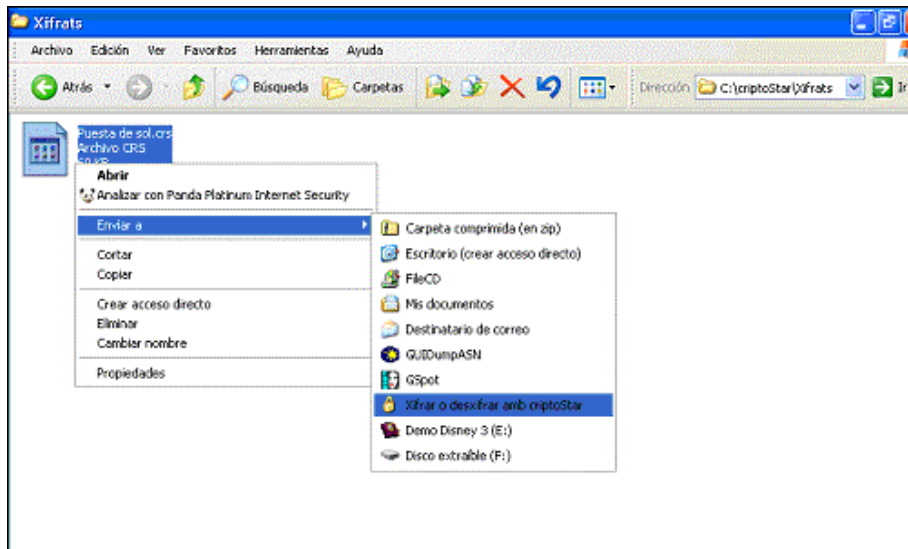 Xifrats
Archivo Edición Ver Favoritos Herramientas Ayuda
Atrás Búsqueda Carpetas Dirección C:\criptoStar\Xifrats Ir
Puesta de sol.crs
Archivo CRS
Abrir
Analizar con Panda Platinum Internet Security
Enviar a
Cortar
Copiar
Crear acceso directo
Eliminar
Cambiar nombre
Propiedades
Carpeta comprimida (en zip)
Escritorio (crear acceso directo)
FileCD
Mis documentos
Destinatario de correo
GUIDumpASN
GSpot
Xifrar o desxifrar amb criptoStar
Demo Disney 3 (E:)
Disco extraíble (F:)